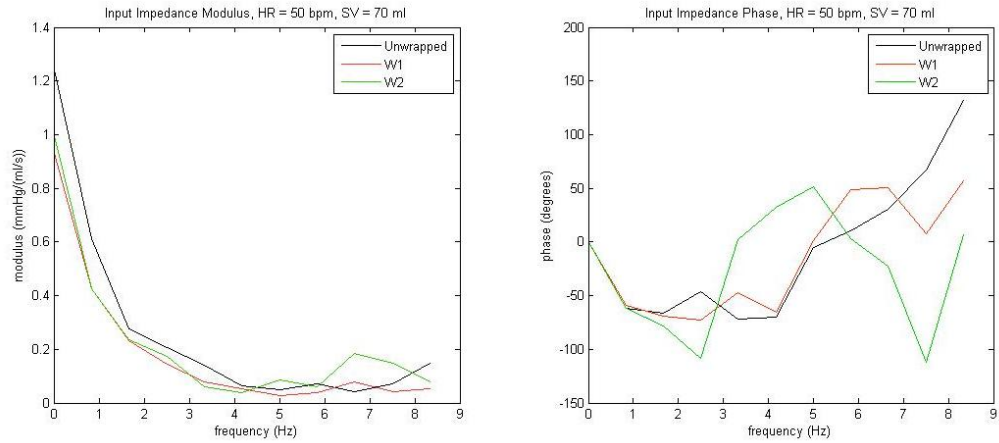 Input Impedance Modulus, HR = 50 bpm, SV = 70 ml
1.4
1.2
1
0.8
0.6
0.4
0.2
0
modulus (mmHg/(ml/s))
Unwrapped
W1
W2
0 1 2 3 4 5 6 7 8 9
frequency (Hz)
Input Impedance Phase, HR = 50 bpm, SV = 70 ml
200
150
100
50
0
-50
-100
-150
phase (degrees)
Unwrapped
W1
W2
0 1 2 3 4 5 6 7 8 9
frequency (Hz)